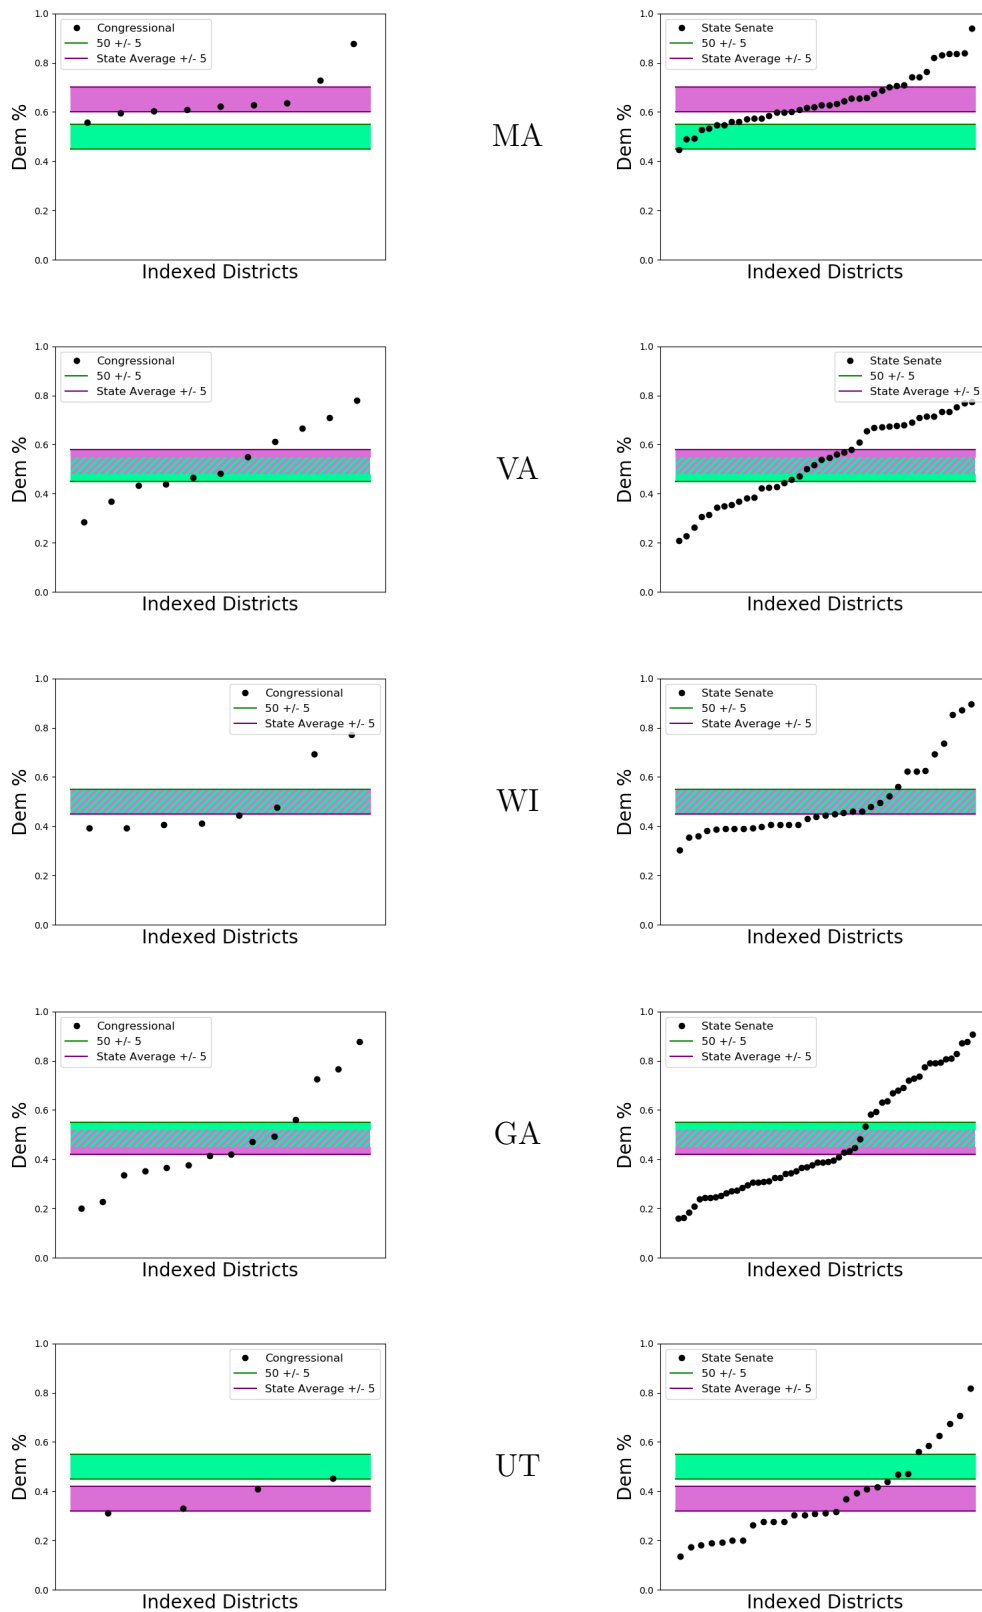 Congressional
50 +/- 5
State Average +/- 5
1.0
0.8
0.6
0.4
0.2
0.0
Dem %
Indexed Districts
MA
State Senate
50 +/- 5
State Average +/- 5
1.0
0.8
0.6
0.4
0.2
0.0
Dem %
Indexed Districts
Congressional
50 +/- 5
State Average +/- 5
1.0
0.8
0.6
0.4
0.2
0.0
Dem %
Indexed Districts
VA
State Senate
50 +/- 5
State Average +/- 5
1.0
0.8
0.6
0.4
0.2
0.0
Dem %
Indexed Districts
Congressional
50 +/- 5
State Average +/- 5
1.0
0.8
0.6
0.4
0.2
0.0
Dem %
Indexed Districts
WI
State Senate
50 +/- 5
State Average +/- 5
1.0
0.8
0.6
0.4
0.2
0.0
Dem %
Indexed Districts
Congressional
50 +/- 5
State Average +/- 5
1.0
0.8
0.6
0.4
0.2
0.0
Dem %
Indexed Districts
GA
State Senate
50 +/- 5
State Average +/- 5
1.0
0.8
0.6
0.4
0.2
0.0
Dem %
Indexed Districts
Congressional
50 +/- 5
State Average +/- 5
1.0
0.8
0.6
0.4
0.2
0.0
Dem %
Indexed Districts
UT
State Senate
50 +/- 5
State Average +/- 5
1.0
0.8
0.6
0.4
0.2
0.0
Dem %
Indexed Districts